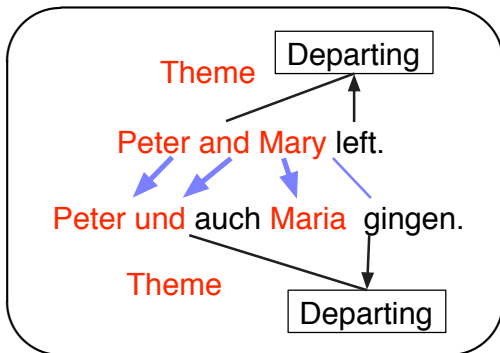 Departing
Theme
Peter and Mary left.
Peter und auch Maria gingen.
Theme
Departing